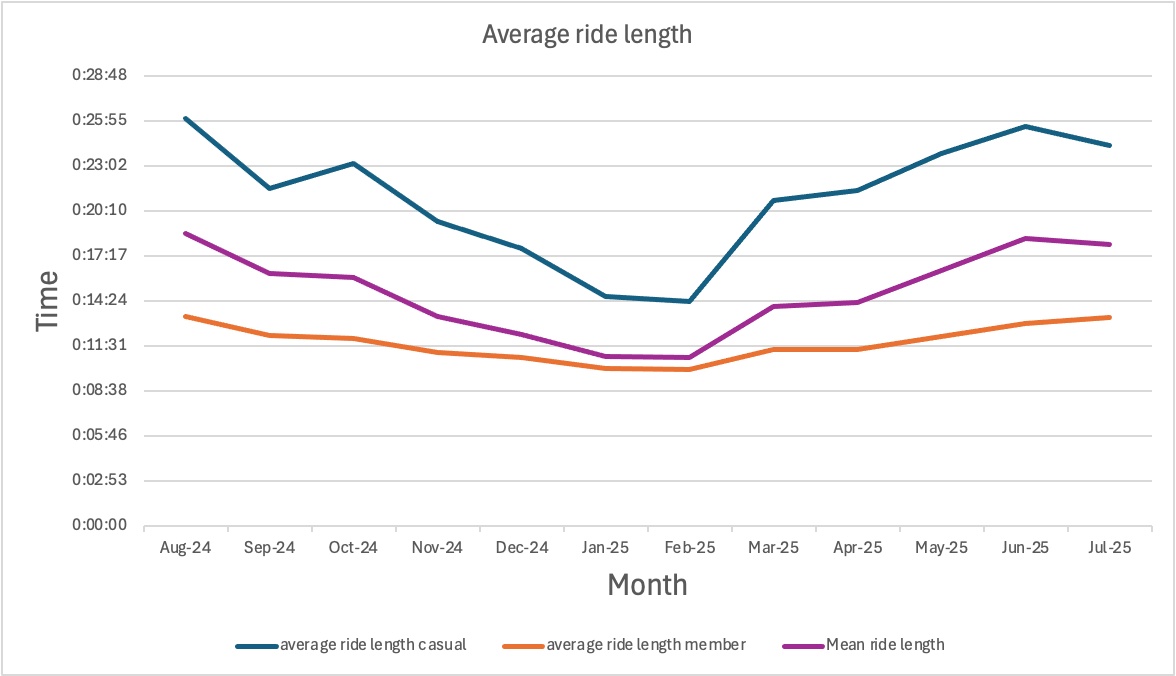 Average ride length
0:28:48
0:25:55
0:23:02
0:20:10
0:17:17
0:14:24
0:11:31
0:08:38
0:05:46
0:02:53
0:00:00
Time
Aug-24 Sep-24 Oct-24 Nov-24 Dec-24 Jan-25 Feb-25 Mar-25 Apr-25 May-25 Jun-25 Jul-25
Month
average ride length casual average ride length member Mean ride length